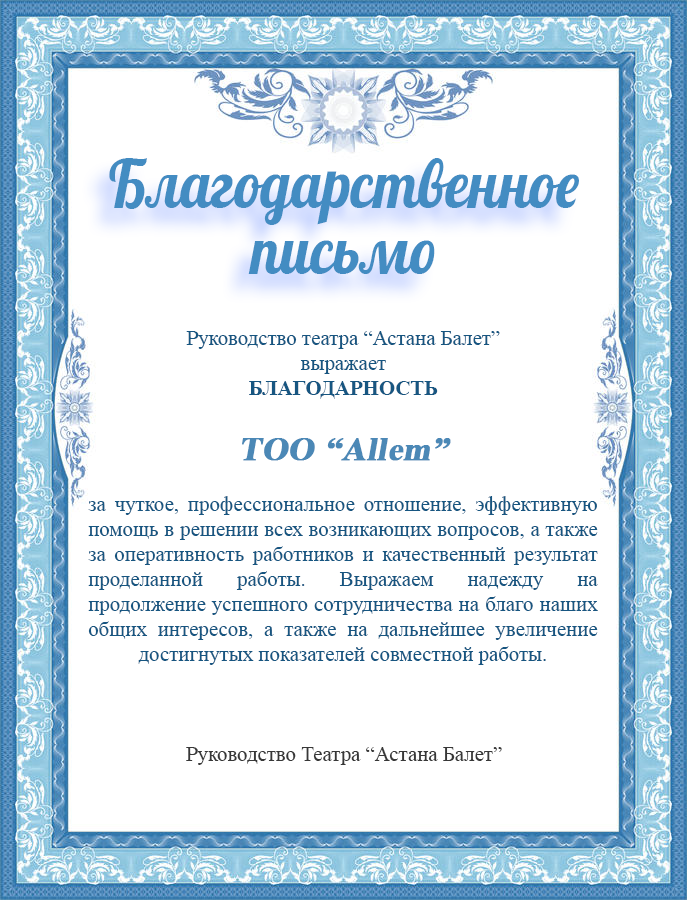 Благодарственное
письмо
Руководство театра “Астана Балет”
выражает
БЛАГОДАРНОСТЬ
ТОО “Allem”
за чуткое, профессиональное отношение, эффективную
помощь в решении всех возникающих вопросов, а также
за оперативность работников и качественный результат
проделанной работы. Выражаем надежду на
продолжение успешного сотрудничества на благо наших
общих интересов, а также на дальнейшее увеличение
достигнутых показателей совместной работы.
Руководство Театра “Астана Балет”